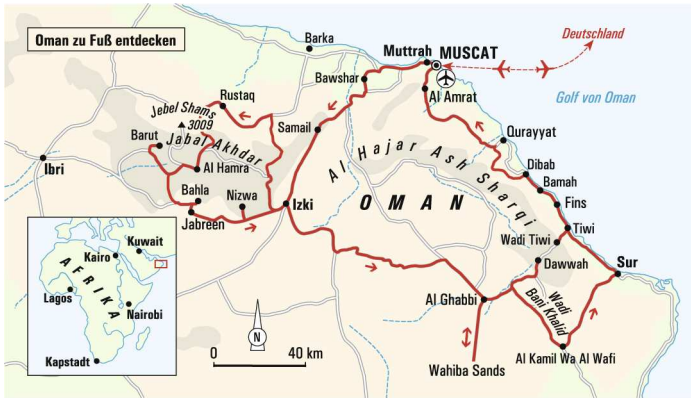 Oman zu Fuß entdecken
Barka
Muttrah
MUSCAT
Deutschland
Bawshar
Al Amrat
Golf von Oman
Rustaq
Jebel Shams
3009
Samail
Qurayyat
Barut
Jabal Akhdar
Al Hajar Ash Sharqi
Ibri
Al Hamra
Dibab
Bamah
Bahla
Nizwa
Izki
OMAN
Fins
Jabreen
Tiwi
Wadi Tiwi
Kuwait
Kairo
AFRIKA
Dawwah
Sur
Lagos
Nairobi
Al Ghabbi
Wadi
Bani Khalid
N
0 40 km
Kapstadt
Wahiba Sands
Al Kamil Wa Al Wafi